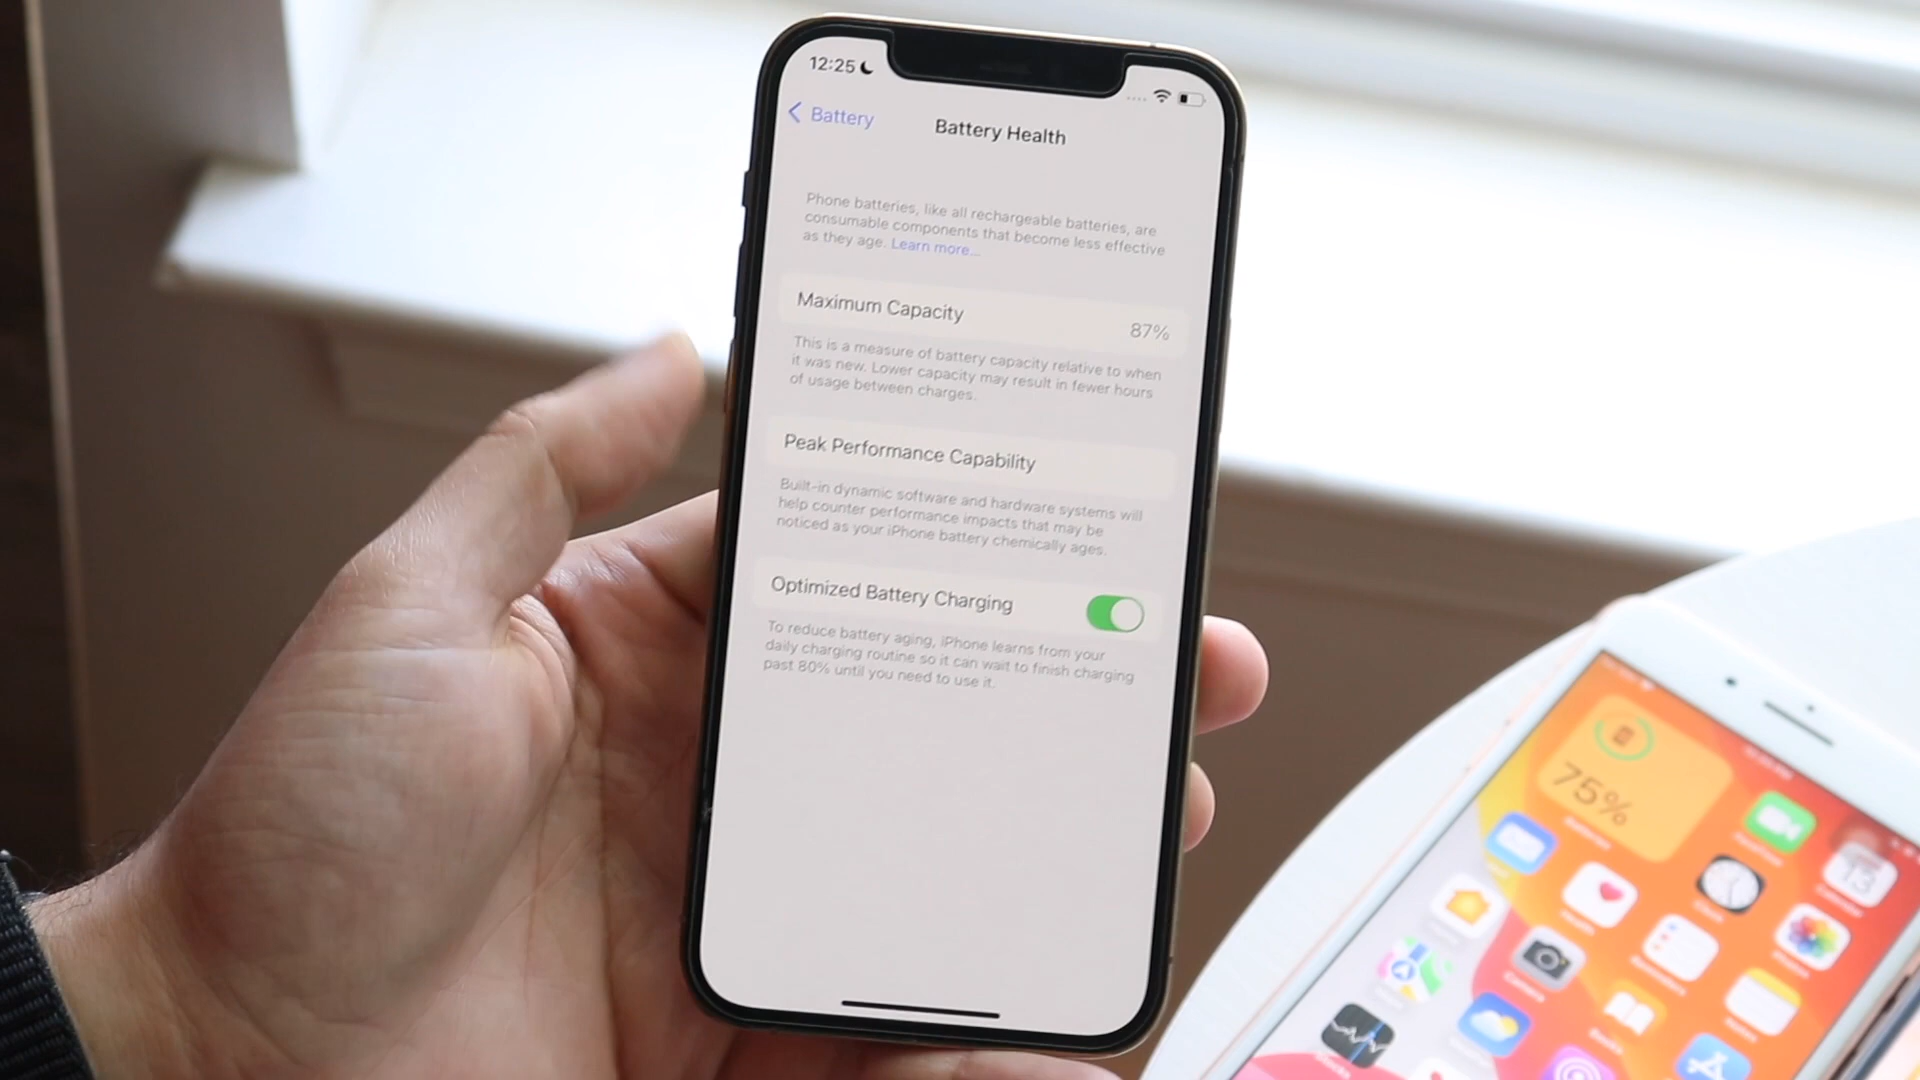 12:25
Battery
Battery Health
Phone batteries, like all rechargeable batteries, are
consumable components that become less effective
as they age. Learn more...
Maximum Capacity
87%
This is a measure of battery capacity relative to when
it was new. Lower capacity may result in fewer hours
of usage between charges.
Peak Performance Capability
Built-in dynamic software and hardware systems will
help counter performance impacts that may be
noticed as your iPhone battery chemically ages.
Optimized Battery Charging
To reduce battery aging, iPhone learns from your
daily charging routine so it can wait to finish charging
past 80% until you need to use it.
75%
13